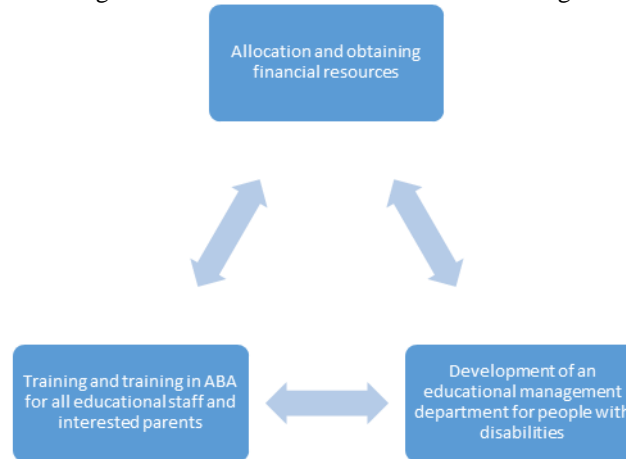 Allocation and obtaining
financial resources
Training and training in ABA
for all educational staff and
interested parents
Development of an
educational management
department for people with
disabilities